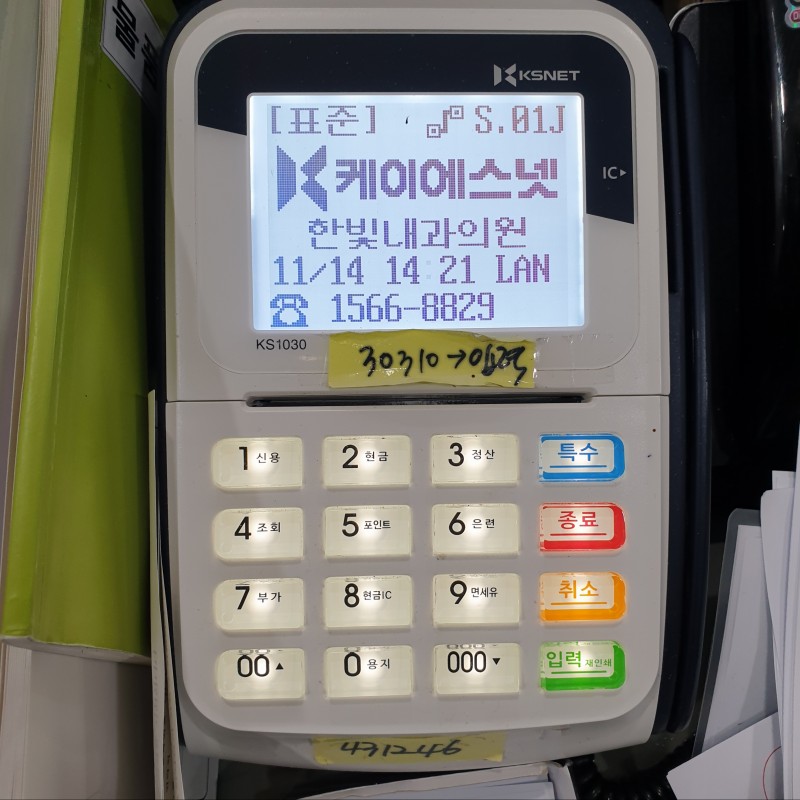 KSNET
[표준] S.01J
케이에스넷
IC▸
한빛내과의원
11/14 14:21 LAN
☎ 1566-8829
KS1030
30310→입력
1 신용 2 현금 3 정산 특수
4 조회 5 포인트 6 은련 종료
7 부가 8 현금IC 9 면세유 취소
00▲ 0 용지 000▼ 입력 재인쇄
431246